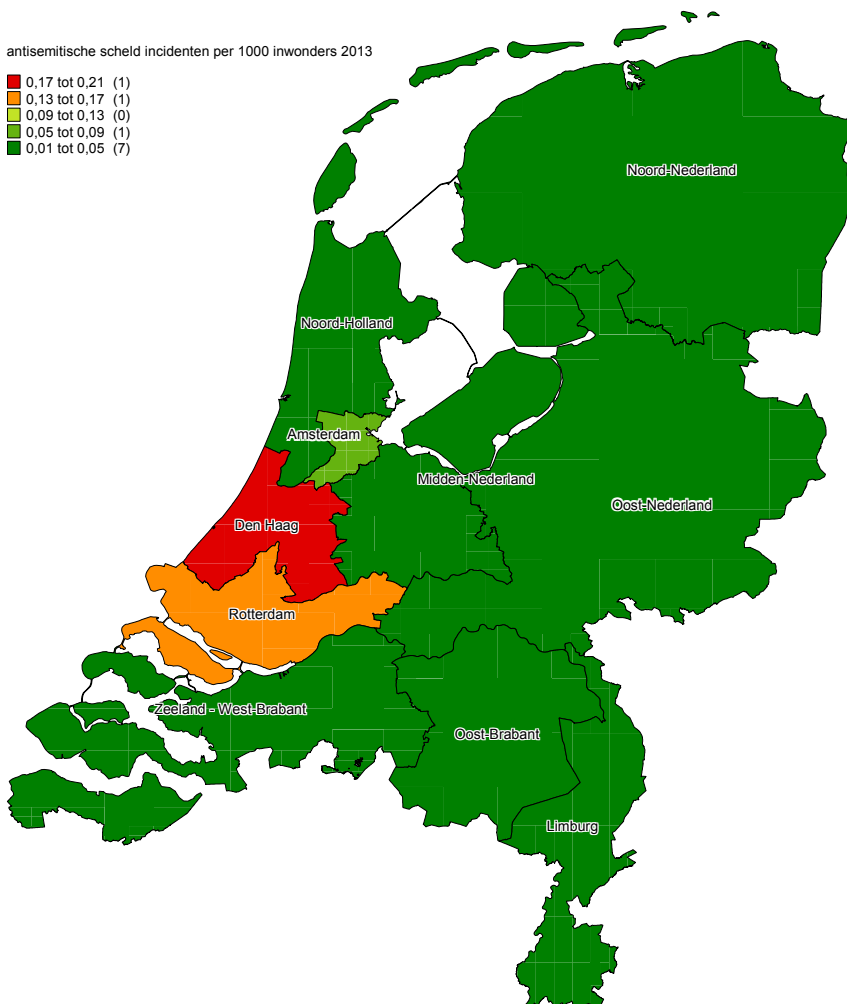 antisemitische scheld incidenten per 1000 inwonders 2013
0,17 tot 0,21 (1)
0,13 tot 0,17 (1)
0,09 tot 0,13 (0)
0,05 tot 0,09 (1)
0,01 tot 0,05 (7)
Noord-Nederland
Noord-Holland
Amsterdam
Midden-Nederland
Oost-Nederland
Den Haag
Rotterdam
Zeeland - West-Brabant
Oost-Brabant
Limburg